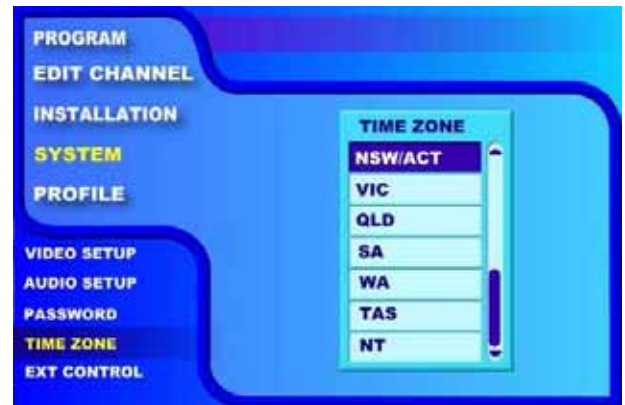 PROGRAM
EDIT CHANNEL
INSTALLATION
SYSTEM
PROFILE
VIDEO SETUP
AUDIO SETUP
PASSWORD
TIME ZONE
EXT CONTROL
TIME ZONE
NSW/ACT
VIC
QLD
SA
WA
TAS
NT